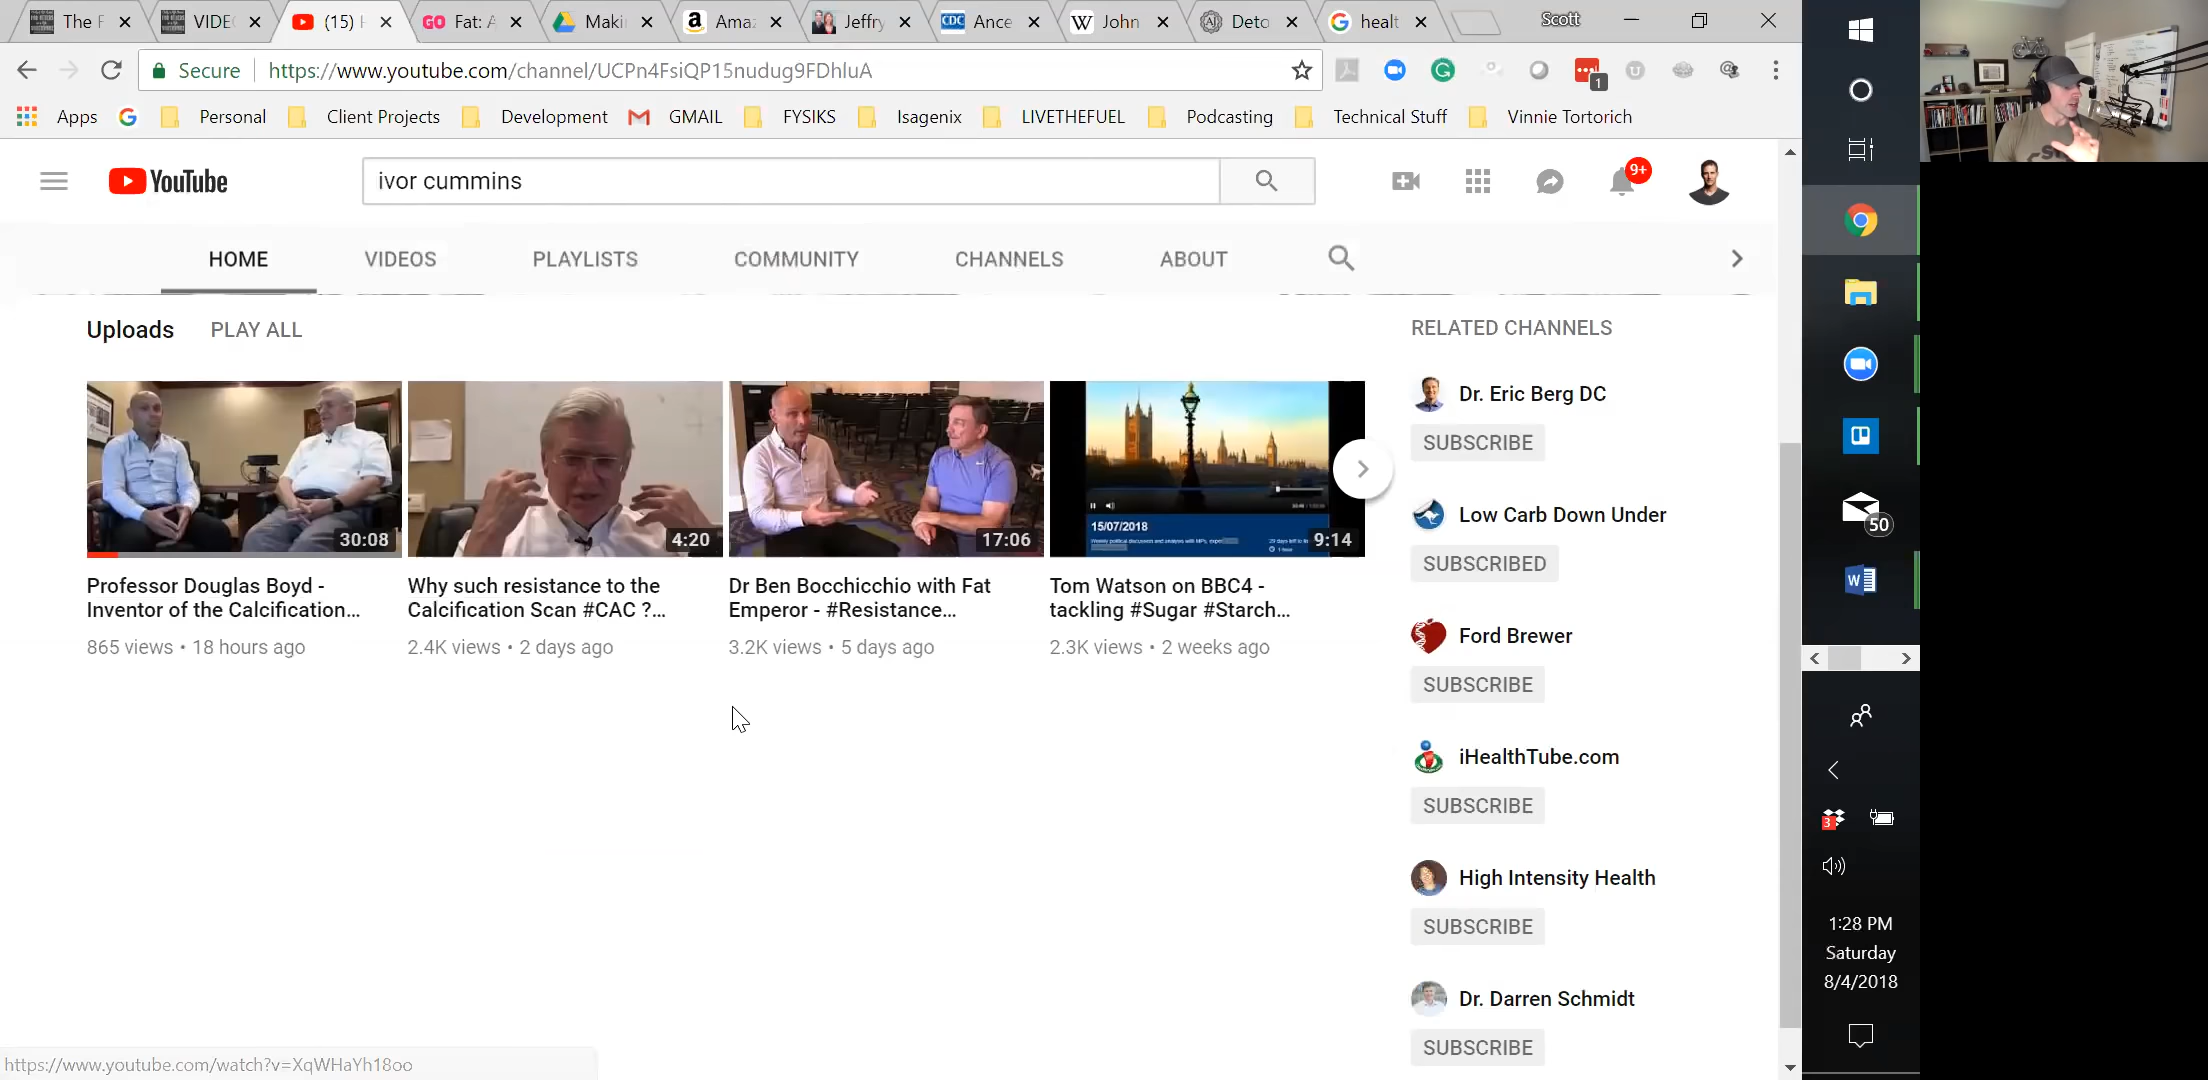 The F
VIDE
(15) 
GO Fat: A
Maki
a Amaz
Jeffry
CDC Ance
W John
Deto
G healt
Scott
Secure
https://www.youtube.com/channel/UCPn4FsiQP15nudug9FDhluA
1
Apps
G
Personal
Client Projects
Development
GMAIL
FYSIKS
Isagenix
LIVETHEFUEL
Podcasting
Technical Stuff
Vinnie Tortorich
YouTube
ivor cummins
9+
HOME
VIDEOS
PLAYLISTS
COMMUNITY
CHANNELS
ABOUT
Uploads
PLAY ALL
30:08
Professor Douglas Boyd -
Inventor of the Calcification...
865 views • 18 hours ago
4:20
Why such resistance to the
Calcification Scan #CAC ?...
2.4K views • 2 days ago
17:06
Dr Ben Bocchicchio with Fat
Emperor - #Resistance...
3.2K views • 5 days ago
15/07/2018
9:14
Tom Watson on BBC4 -
tackling #Sugar #Starch...
2.3K views • 2 weeks ago
RELATED CHANNELS
Dr. Eric Berg DC
SUBSCRIBE
Low Carb Down Under
SUBSCRIBED
Ford Brewer
SUBSCRIBE
iHealthTube.com
SUBSCRIBE
High Intensity Health
SUBSCRIBE
Dr. Darren Schmidt
SUBSCRIBE
https://www.youtube.com/watch?v=XqWHaYh18oo
50
W
3
1:28 PM
Saturday
8/4/2018